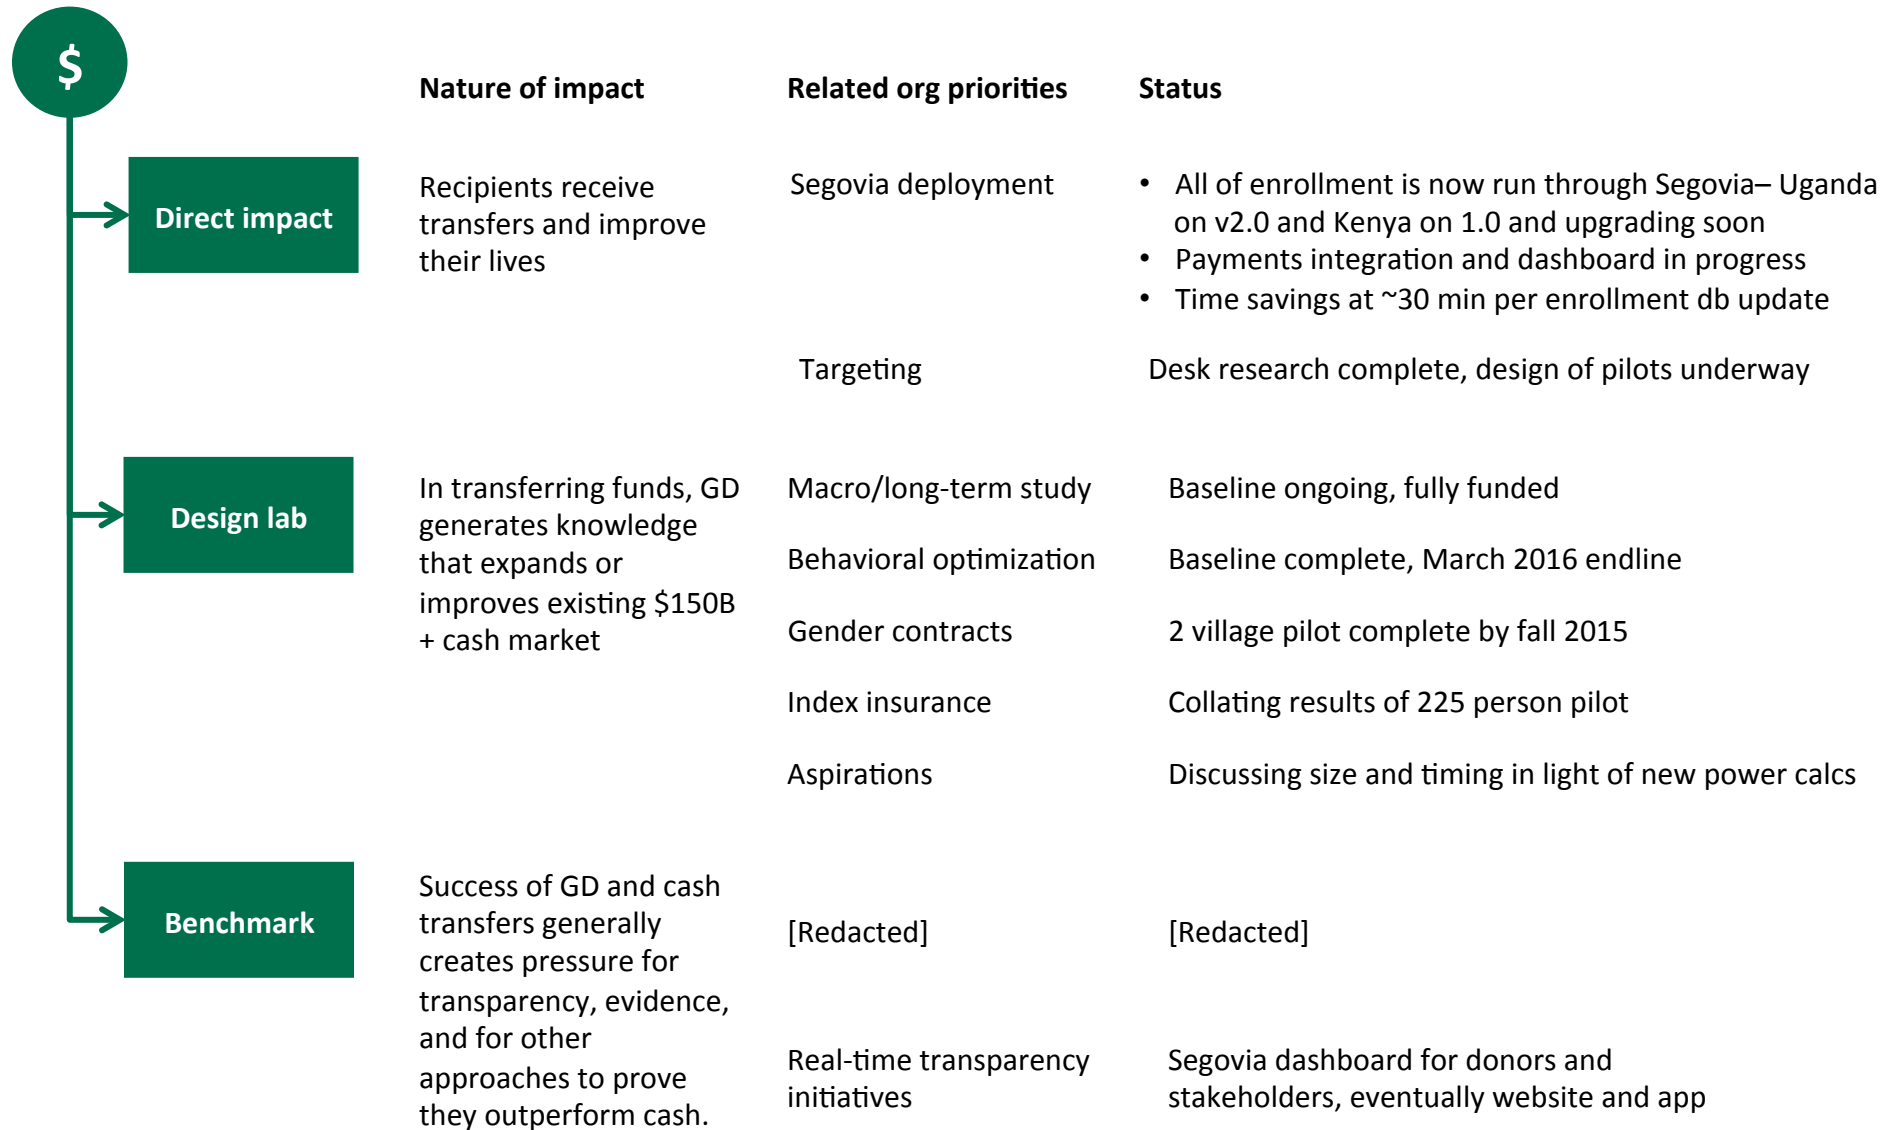 $
Nature of impact
Related org priorities
Status
Direct impact
Recipients receive
transfers and improve
their lives
Segovia deployment
• All of enrollment is now run through Segovia– Uganda
on v2.0 and Kenya on 1.0 and upgrading soon
• Payments integration and dashboard in progress
• Time savings at ~30 min per enrollment db update
Targeting
Desk research complete, design of pilots underway
Design lab
In transferring funds, GD
generates knowledge
that expands or
improves existing $150B
+ cash market
Macro/long-term study
Baseline ongoing, fully funded
Behavioral optimization
Baseline complete, March 2016 endline
Gender contracts
2 village pilot complete by fall 2015
Index insurance
Collating results of 225 person pilot
Aspirations
Discussing size and timing in light of new power calcs
Benchmark
Success of GD and cash
transfers generally
creates pressure for
transparency, evidence,
and for other
approaches to prove
they outperform cash.
[Redacted]
[Redacted]
Real-time transparency
initiatives
Segovia dashboard for donors and
stakeholders, eventually website and app